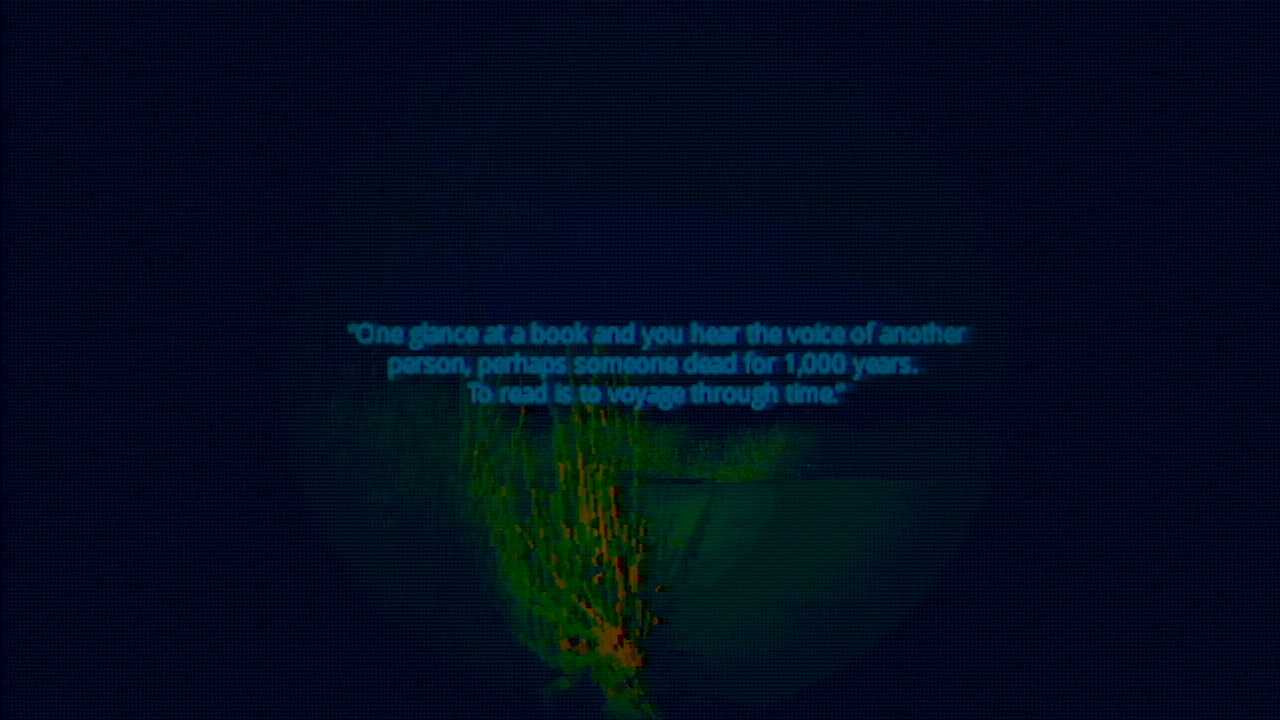 “One glance at a book and you hear the voice of another
person, perhaps someone dead for 1,000 years.
To read is to voyage through time.”